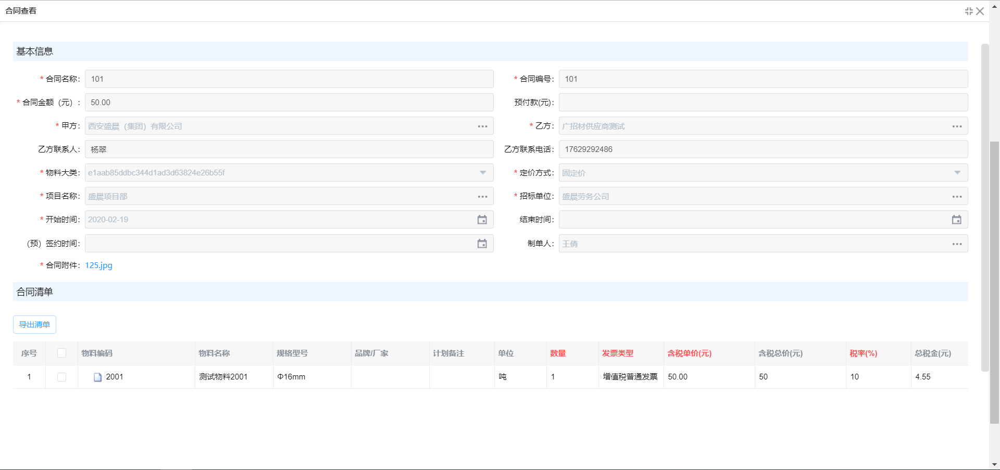 合同查看
基本信息
* 合同名称： 101
* 合同编号： 101
* 合同金额（元）： 50.00
预付款(元)：
* 甲方： 西安盛晨（集团）有限公司
* 乙方： 广招材供应商测试
乙方联系人： 杨翠
乙方联系电话： 17629292486
* 物料大类： e1aab85ddbc344d1ad3d63824e26b55f
* 定价方式： 固定价
* 项目名称： 盛晨项目部
* 招标单位： 盛晨劳务公司
* 开始时间： 2020-02-19
结束时间：
(预）签约时间：
制单人： 王倩
* 合同附件： 125.jpg
合同清单
导出清单
序号 物料编码 物料名称 规格型号 品牌/厂家 计划备注 单位 数量 发票类型 含税单价(元) 含税总价(元) 税率(%) 总税金(元)
1 2001 测试物料2001 Φ16mm 吨 1 增值税普通发票 50.00 50 10 4.55